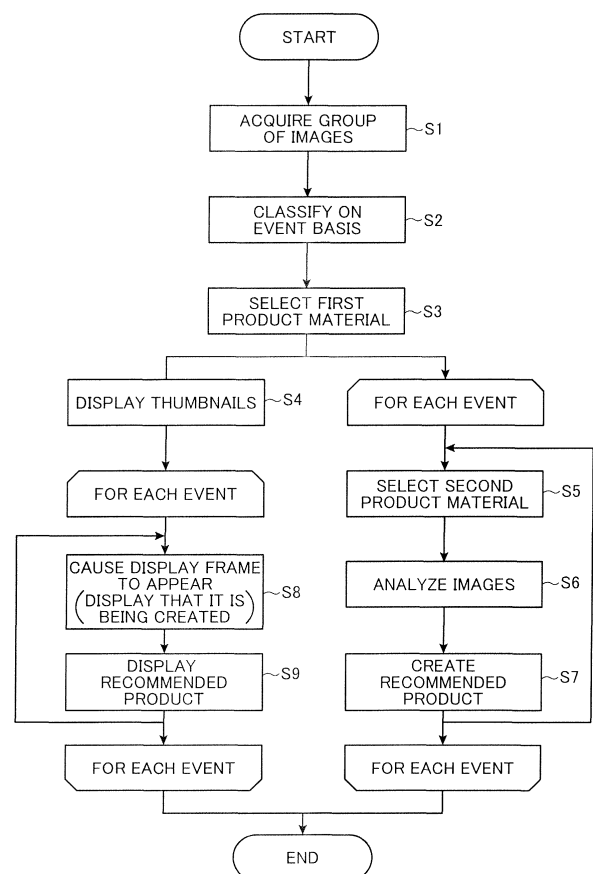 START
ACQUIRE GROUP
OF IMAGES
S1
CLASSIFY ON
EVENT BASIS
S2
SELECT FIRST
PRODUCT MATERIAL
S3
DISPLAY THUMBNAILS
S4
FOR EACH EVENT
CAUSE DISPLAY FRAME
TO APPEAR
(DISPLAY THAT IT IS
BEING CREATED)
S8
DISPLAY
RECOMMENDED
PRODUCT
S9
FOR EACH EVENT
FOR EACH EVENT
SELECT SECOND
PRODUCT MATERIAL
S5
ANALYZE IMAGES
S6
CREATE
RECOMMENDED
PRODUCT
S7
FOR EACH EVENT
END